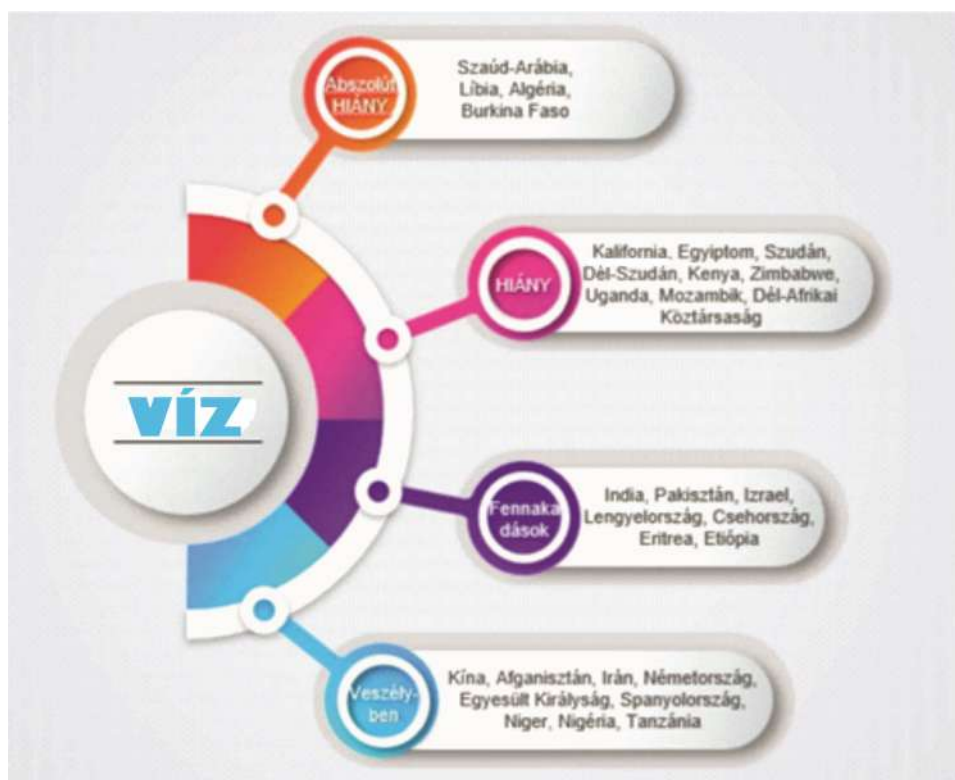 Abszolút
HIÁNY
Szaúd-Arábia,
Líbia, Algéria,
Burkina Faso
HIÁNY
Kalifornia, Egyiptom, Szudán,
Dél-Szudán, Kenya, Zimbabwe,
Uganda, Mozambik, Dél-Afrikai
Köztársaság
VÍZ
Fennaka
dások
India, Pakisztán, Izrael,
Lengyelország, Csehország,
Eritrea, Etiópia
Veszély-
ben
Kína, Afganisztán, Irán, Németország,
Egyesült Királyság, Spanyolország,
Niger, Nigéria, Tanzánia